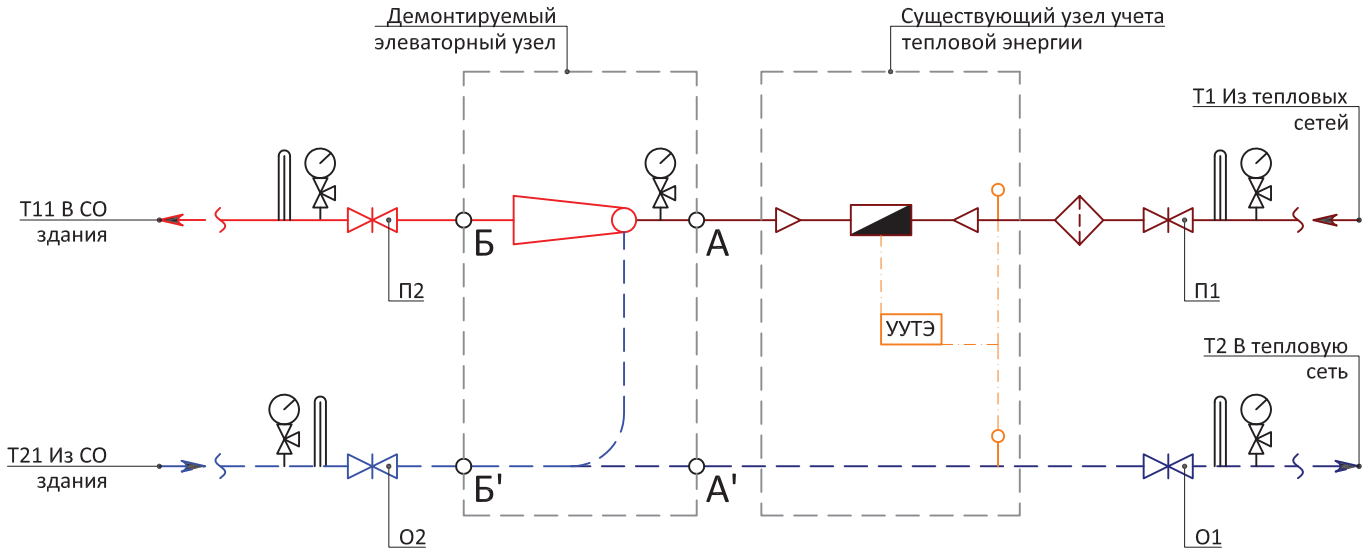 Демонтируемый
элеваторный узел
Существующий узел учета
тепловой энергии
Т1 Из тепловых
сетей
Т11 В СО
здания
Б
А
П2
П1
УУТЭ
Т2 В тепловую
сеть
Т21 Из СО
здания
Б'
А'
О2
О1